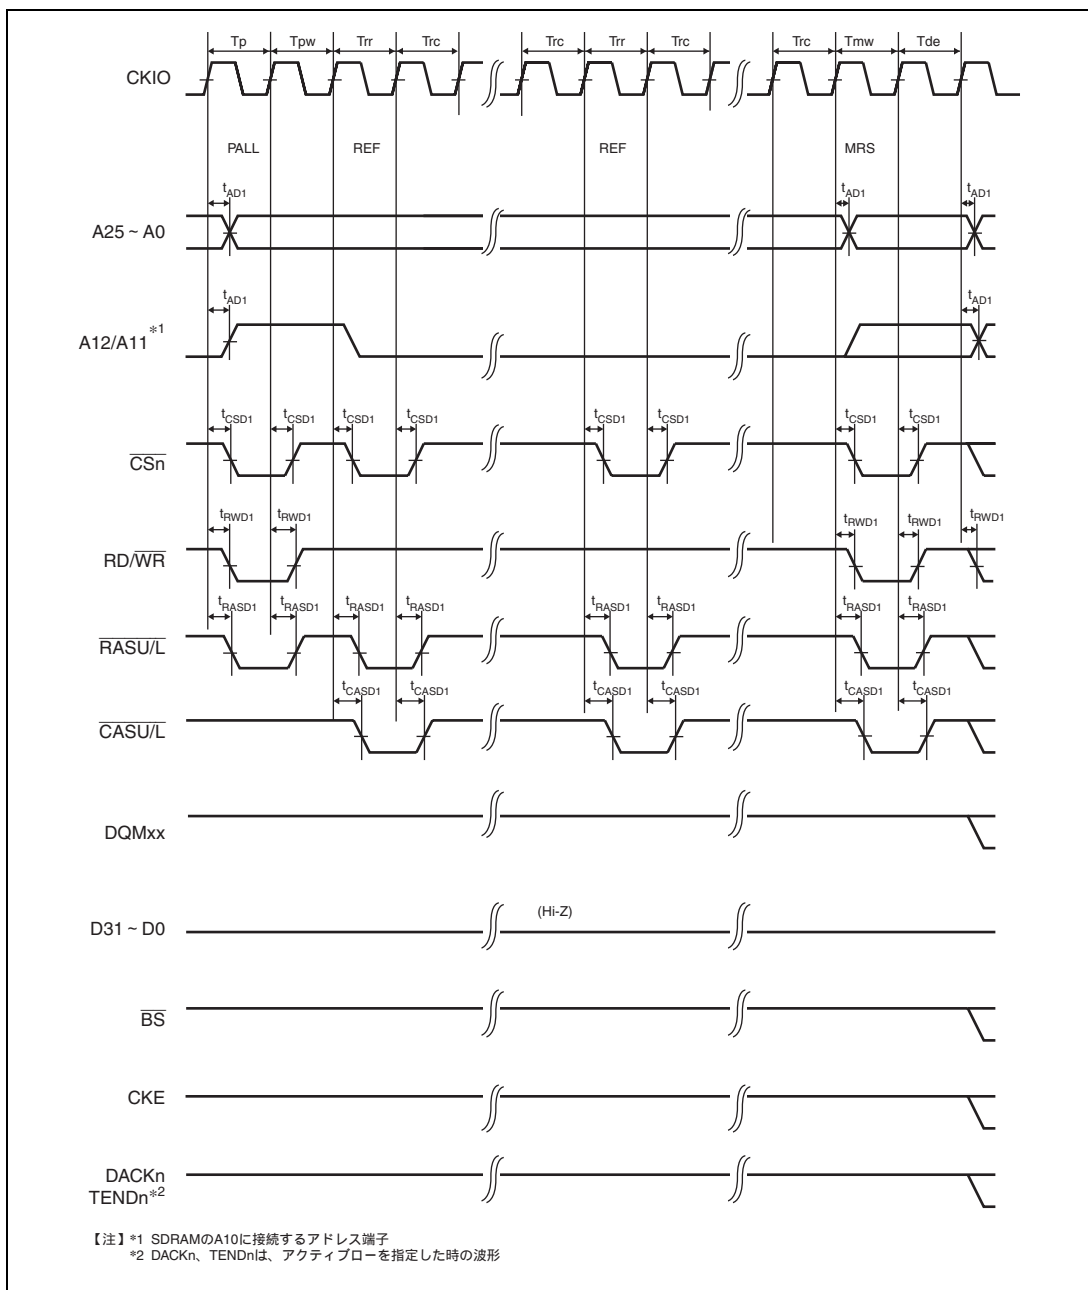 Tp Tpw Trr Trc Trc Trr Trc Trc Tmw Tde
CKIO
PALL REF REF MRS
tAD1 tAD1 tAD1
A25 ~ A0
tAD1 tAD1
A12/A11*1
tCSD1 tCSD1 tCSD1 tCSD1 tCSD1 tCSD1 tCSD1 tCSD1
CSn
tRWD1 tRWD1 tRWD1 tRWD1 tRWD1
RD/WR
tRASD1 tRASD1 tRASD1 tRASD1 tRASD1 tRASD1 tRASD1 tRASD1
RASU/L
tCASD1 tCASD1 tCASD1 tCASD1 tCASD1 tCASD1
CASU/L
DQMxx
(Hi-Z)
D31 ~ D0
BS
CKE
DACKn
TENDn*2
【注】*1 SDRAMのA10に接続するアドレス端子
*2 DACKn、TENDnは、アクティブローを指定した時の波形